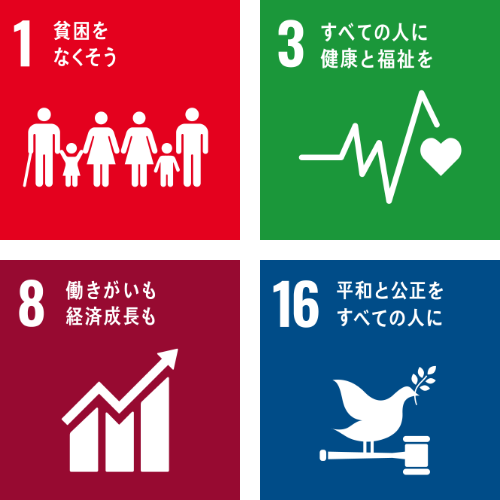 1 貧困を
なくそう
3 すべての人に
健康と福祉を
8 働きがいも
経済成長も
16 平和と公正を
すべての人に